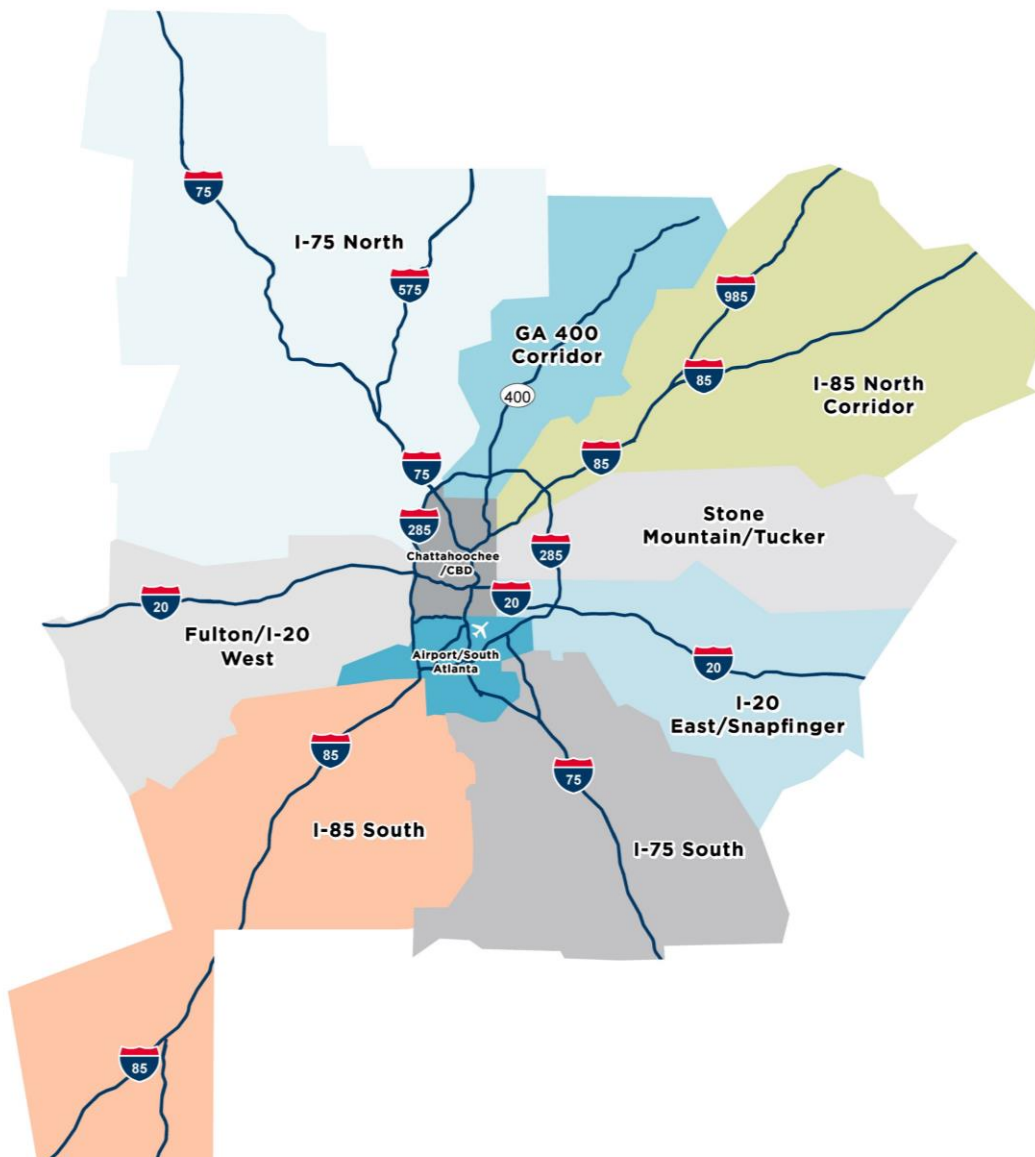 75
I-75 North
575
985
GA 400
Corridor
85
I-85 North
Corridor
400
85
75
285
Stone
Mountain/Tucker
285
Chattahoochee
/CBD
20
20
Fulton/I-20
West
Airport/South
Atlanta
20
I-20
East/Snapfinger
85
75
I-85 South
I-75 South
85